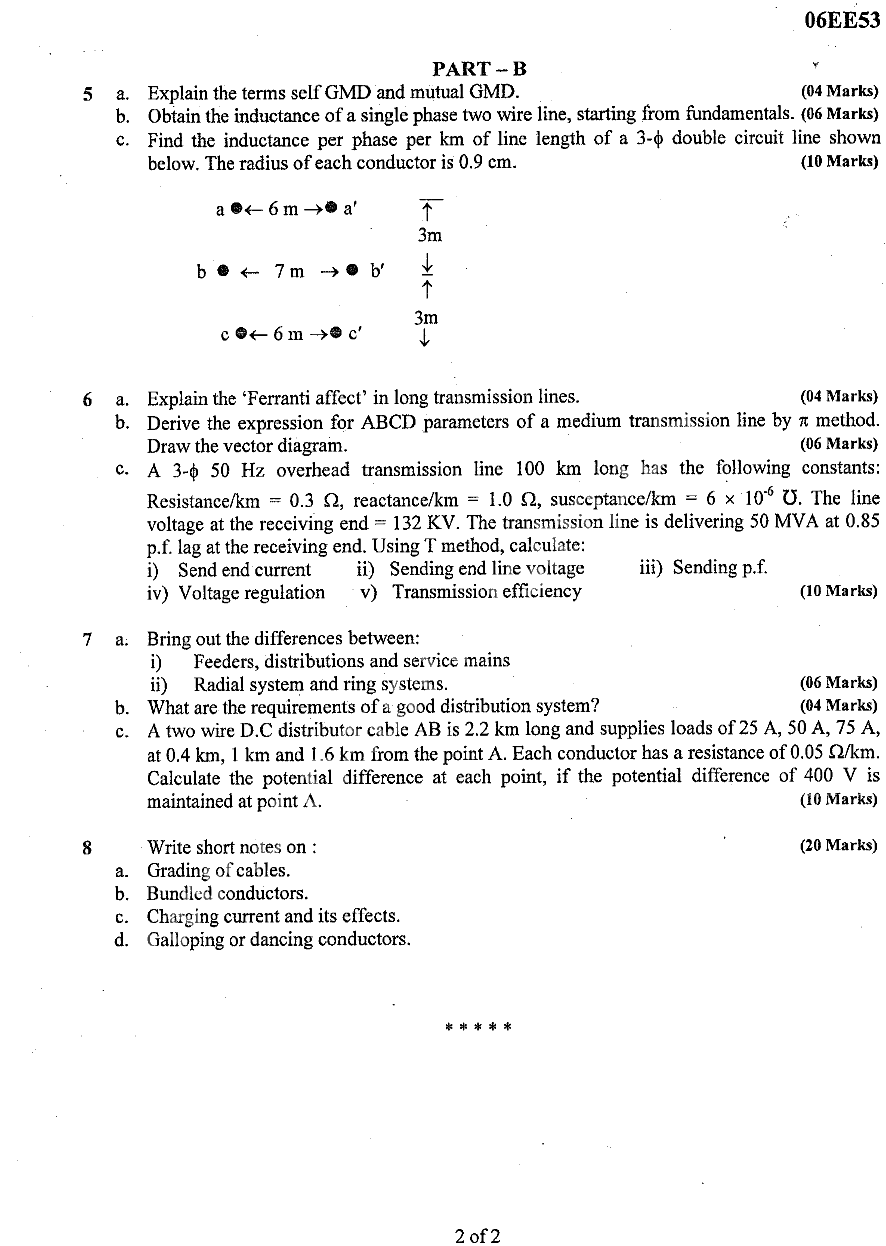 06EE53
PART – B
5 a. Explain the terms self GMD and mutual GMD. (04 Marks)
b. Obtain the inductance of a single phase two wire line, starting from fundamentals. (06 Marks)
c. Find the inductance per phase per km of line length of a 3-ϕ double circuit line shown
below. The radius of each conductor is 0.9 cm. (10 Marks)
a ●← 6 m →● a′ ↑
3m
b ● ← 7 m → ● b′ ↓
↑
3m
c ●← 6 m →● c′ ↓
6 a. Explain the ‘Ferranti affect’ in long transmission lines. (04 Marks)
b. Derive the expression for ABCD parameters of a medium transmission line by π method.
Draw the vector diagram. (06 Marks)
c. A 3-ϕ 50 Hz overhead transmission line 100 km long has the following constants:
Resistance/km = 0.3 Ω, reactance/km = 1.0 Ω, susceptance/km = 6 × 10⁻⁶ ℧. The line
voltage at the receiving end = 132 KV. The transmission line is delivering 50 MVA at 0.85
p.f. lag at the receiving end. Using T method, calculate:
i) Send end current ii) Sending end line voltage iii) Sending p.f.
iv) Voltage regulation v) Transmission efficiency (10 Marks)
7 a. Bring out the differences between:
i) Feeders, distributions and service mains
ii) Radial system and ring systems. (06 Marks)
b. What are the requirements of a good distribution system? (04 Marks)
c. A two wire D.C distributor cable AB is 2.2 km long and supplies loads of 25 A, 50 A, 75 A,
at 0.4 km, 1 km and 1.6 km from the point A. Each conductor has a resistance of 0.05 Ω/km.
Calculate the potential difference at each point, if the potential difference of 400 V is
maintained at point A. (10 Marks)
8 Write short notes on : (20 Marks)
a. Grading of cables.
b. Bundled conductors.
c. Charging current and its effects.
d. Galloping or dancing conductors.
* * * * *
2 of 2